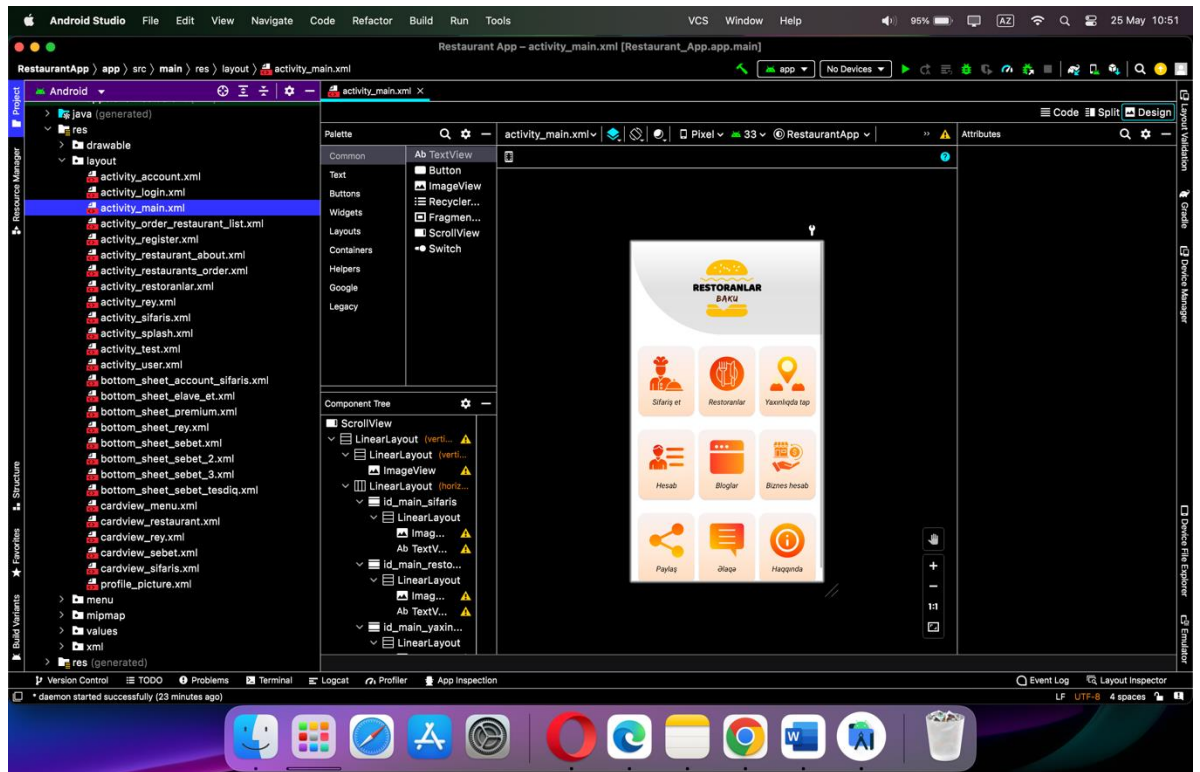 Android Studio File Edit View Navigate Code Refactor Build Run Tools VCS Window Help 95% AZ 25 May 10:51
Restaurant App – activity_main.xml [Restaurant_App.app.main]
RestaurantApp 〉 app 〉 src 〉 main 〉 res 〉 layout 〉 activity_main.xml
app No Devices
Project
Resource Manager
Structure
Favorites
Build Variants
Android
java (generated)
res
drawable
layout
activity_account.xml
activity_login.xml
activity_main.xml
activity_order_restaurant_list.xml
activity_register.xml
activity_restaurant_about.xml
activity_restaurants_order.xml
activity_restoranlar.xml
activity_rey.xml
activity_sifaris.xml
activity_splash.xml
activity_test.xml
activity_user.xml
bottom_sheet_account_sifaris.xml
bottom_sheet_elave_et.xml
bottom_sheet_premium.xml
bottom_sheet_rey.xml
bottom_sheet_sebet.xml
bottom_sheet_sebet_2.xml
bottom_sheet_sebet_3.xml
bottom_sheet_sebet_tesdiq.xml
cardview_menu.xml
cardview_restaurant.xml
cardview_rey.xml
cardview_sebet.xml
cardview_sifaris.xml
profile_picture.xml
menu
mipmap
values
xml
res (generated)
activity_main.xml ×
Code Split Design
Palette
Common
Text
Buttons
Widgets
Layouts
Containers
Helpers
Google
Legacy
Ab TextView
Button
ImageView
Recycler...
Fragmen...
ScrollView
Switch
Component Tree
ScrollView
LinearLayout (verti...
LinearLayout (verti...
ImageView
LinearLayout (horiz...
id_main_sifaris
LinearLayout
Imag...
Ab TextV...
id_main_resto...
LinearLayout
Imag...
Ab TextV...
id_main_yaxin...
LinearLayout
activity_main.xml Pixel 33 RestaurantApp »
RESTORANLAR
BAKU
Sifariş et Restoranlar Yaxınlıqda tap
Hesab Bloglar Biznes hesab
Paylaş Əlaqə Haqqında
1:1
Attributes
Layout Validation
Gradle
Device Manager
Device File Explorer
Emulator
Version Control TODO Problems Terminal Logcat Profiler App Inspection Event Log Layout Inspector
* daemon started successfully (23 minutes ago) LF UTF-8 4 spaces